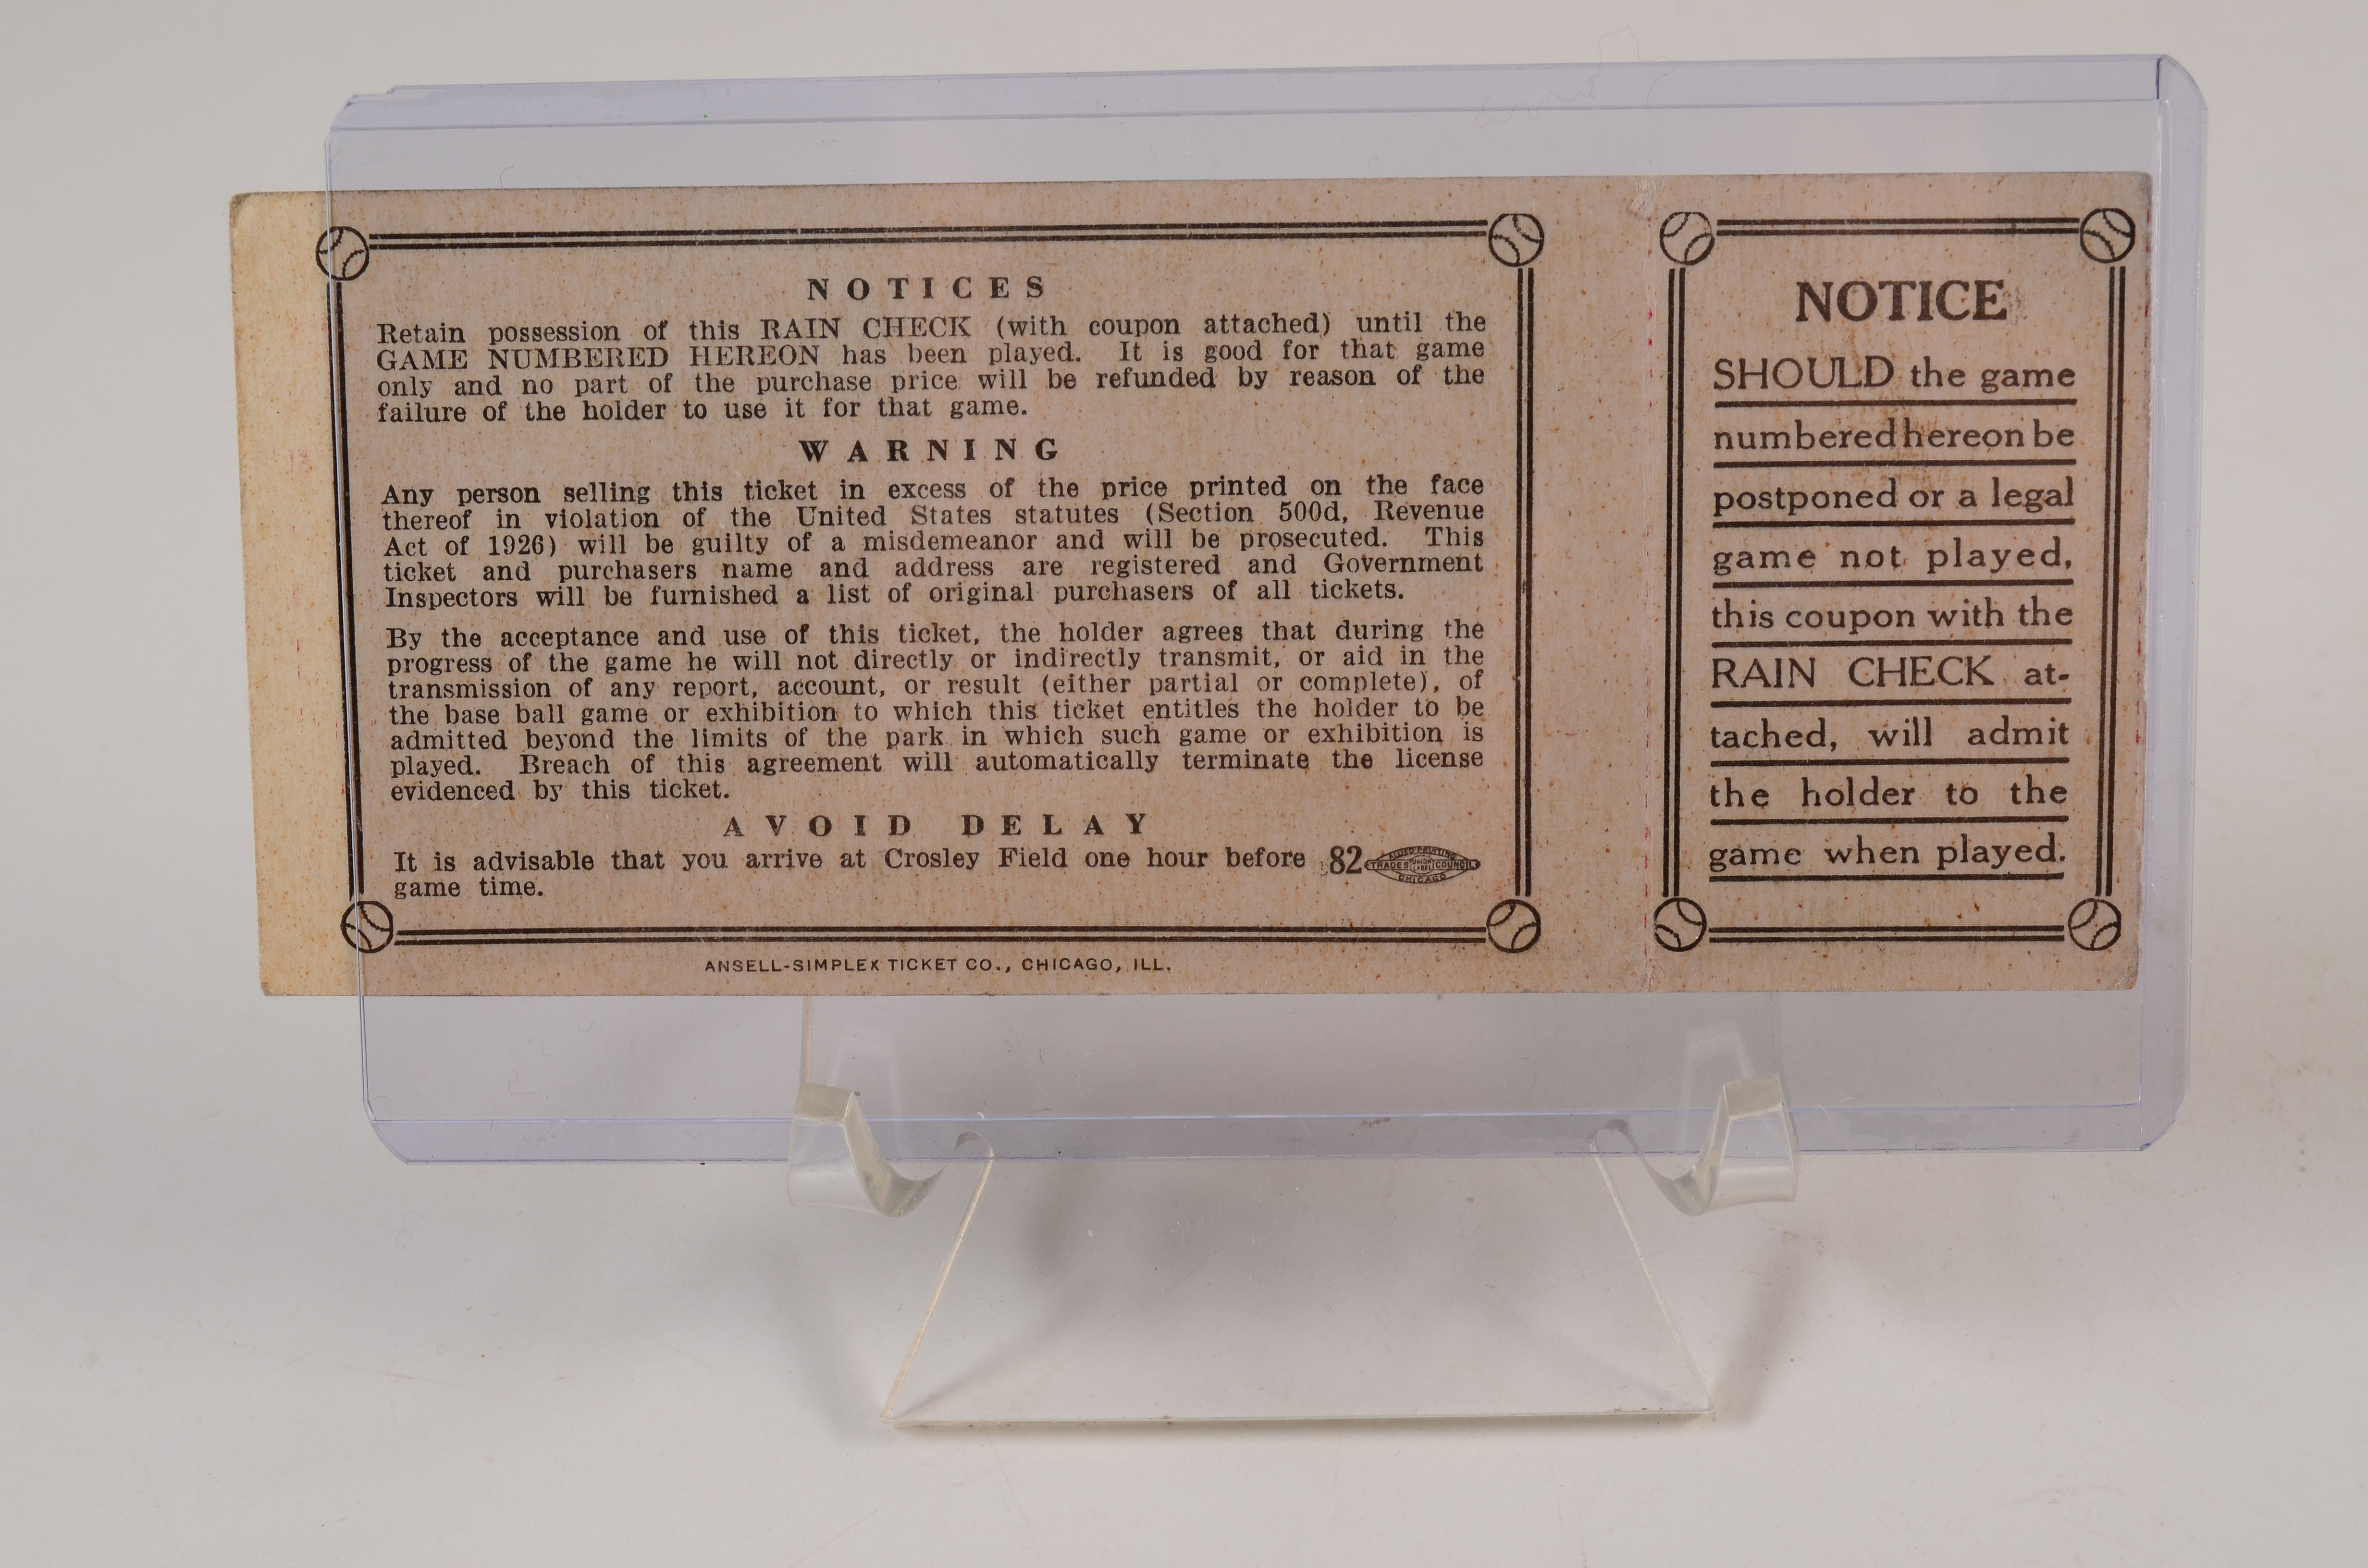 NOTICES
Retain possession of this RAIN CHECK (with coupon attached) until the
GAME NUMBERED HEREON has been played. It is good for that game
only and no part of the purchase price will be refunded by reason of the
failure of the holder to use it for that game.
WARNING
Any person selling this ticket in excess of the price printed on the face
thereof in violation of the United States statutes (Section 500d, Revenue
Act of 1926) will be guilty of a misdemeanor and will be prosecuted. This
ticket and purchasers name and address are registered and Government
Inspectors will be furnished a list of original purchasers of all tickets.
By the acceptance and use of this ticket, the holder agrees that during the
progress of the game he will not directly or indirectly transmit, or aid in the
transmission of any report, account, or result (either partial or complete), of
the base ball game or exhibition to which this ticket entitles the holder to be
admitted beyond the limits of the park in which such game or exhibition is
played. Breach of this agreement will automatically terminate the license
evidenced by this ticket.
AVOID DELAY
It is advisable that you arrive at Crosley Field one hour before
game time.
82
ALLIED PRINTING
TRADES UNION LABEL COUNCIL
CHICAGO
ANSELL-SIMPLEX TICKET CO., CHICAGO, ILL.
NOTICE
SHOULD the game
numbered hereon be
postponed or a legal
game not played,
this coupon with the
RAIN CHECK at-
tached, will admit
the holder to the
game when played.